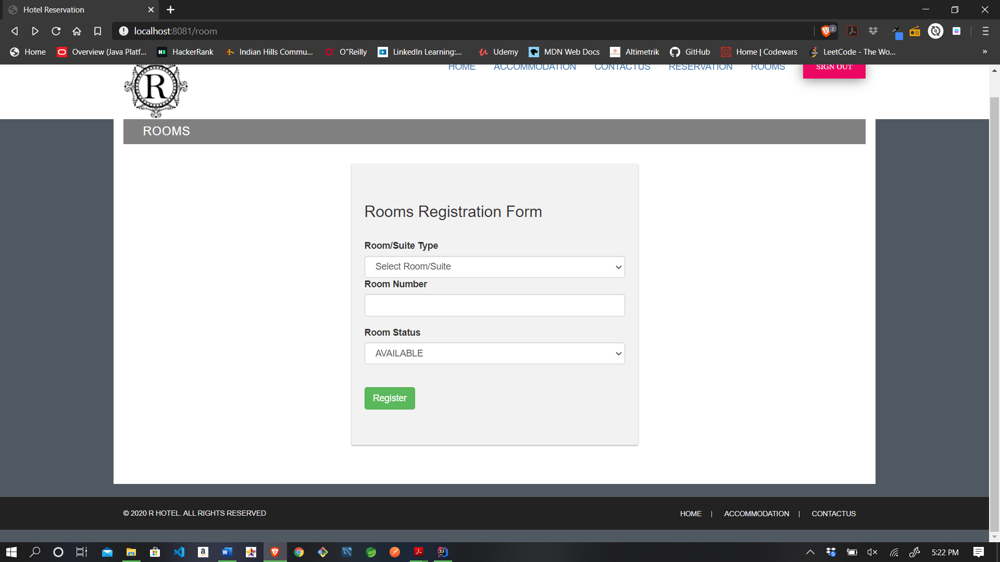 Hotel Reservation
localhost:8081/room
2
Home
Overview (Java Platf...
HackerRank
Indian Hills Commu...
O"Reilly
LinkedIn Learning:...
Udemy
MDN Web Docs
Altimetrik
GitHub
Home | Codewars
LeetCode - The Wo...
»
R
HOME
ACCOMMODATION
CONTACTUS
RESERVATION
ROOMS
SIGN OUT
ROOMS
Rooms Registration Form
Room/Suite Type
Select Room/Suite
Room Number
Room Status
AVAILABLE
Register
© 2020 R HOTEL. ALL RIGHTS RESERVED
HOME | ACCOMMODATION | CONTACTUS
5:22 PM